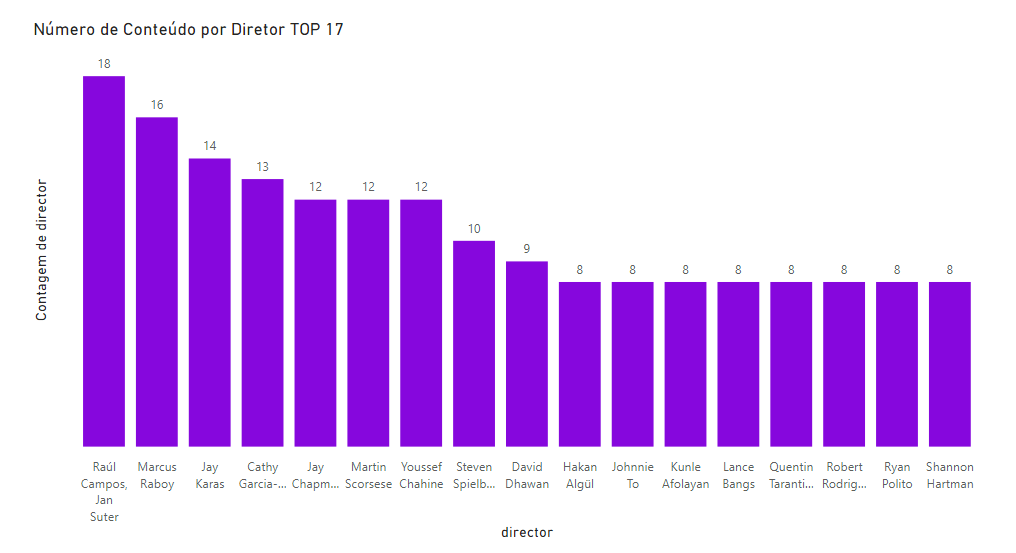 Número de Conteúdo por Diretor TOP 17
Contagem de director
18
16
14
13
12
12
12
10
9
8
8
8
8
8
8
8
8
Raúl
Campos,
Jan
Suter
Marcus
Raboy
Jay
Karas
Cathy
Garcia-...
Jay
Chapm...
Martin
Scorsese
Youssef
Chahine
Steven
Spielb...
David
Dhawan
Hakan
Algül
Johnnie
To
Kunle
Afolayan
Lance
Bangs
Quentin
Taranti...
Robert
Rodrig...
Ryan
Polito
Shannon
Hartman
director